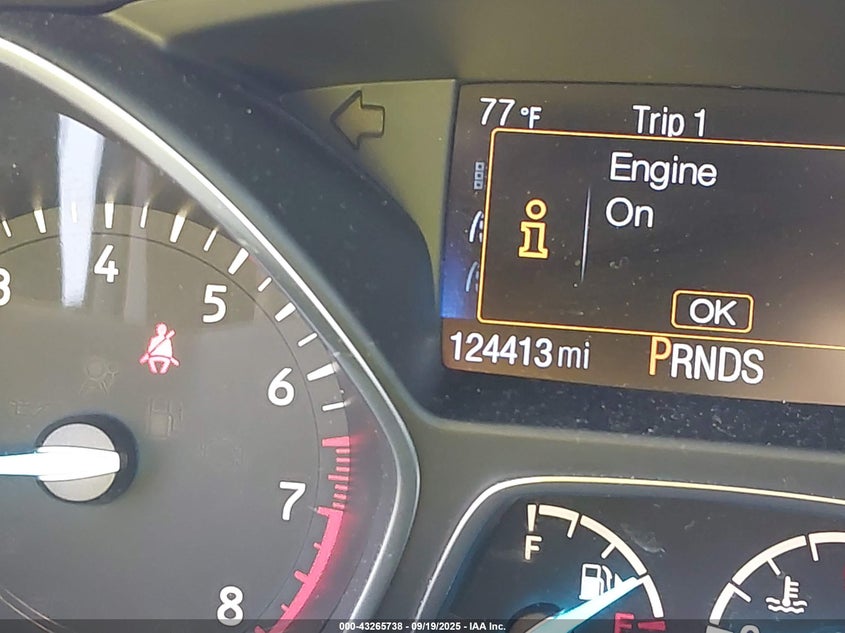 77°F Trip 1
Engine
On
i
OK
124413 mi PRNDS
3
4
5
6
7
8
F
E
000-43265738 - 09/19/2025 - IAA Inc.